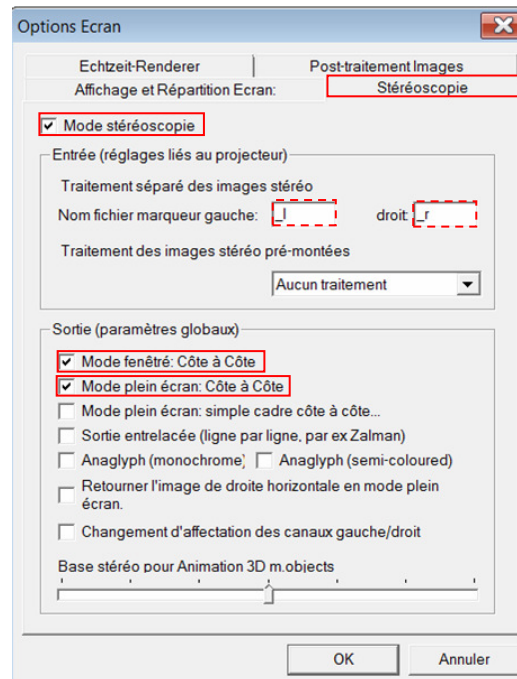 Options Ecran
Echtzeit-Renderer
Post-traitement Images
Affichage et Répartition Ecran:
Stéréoscopie
Mode stéréoscopie
Entrée (réglages liés au projecteur)
Traitement séparé des images stéréo
Nom fichier marqueur gauche: _l droit: _r
Traitement des images stéréo pré-montées
Aucun traitement
Sortie (paramètres globaux)
Mode fenêtré: Côte à Côte
Mode plein écran: Côte à Côte
Mode plein écran: simple cadre côte à côte...
Sortie entrelacée (ligne par ligne, par ex Zalman)
Anaglyph (monochrome) Anaglyph (semi-coloured)
Retourner l'image de droite horizontale en mode plein
écran.
Changement d'affectation des canaux gauche/droit
Base stéréo pour Animation 3D m.objects
OK Annuler